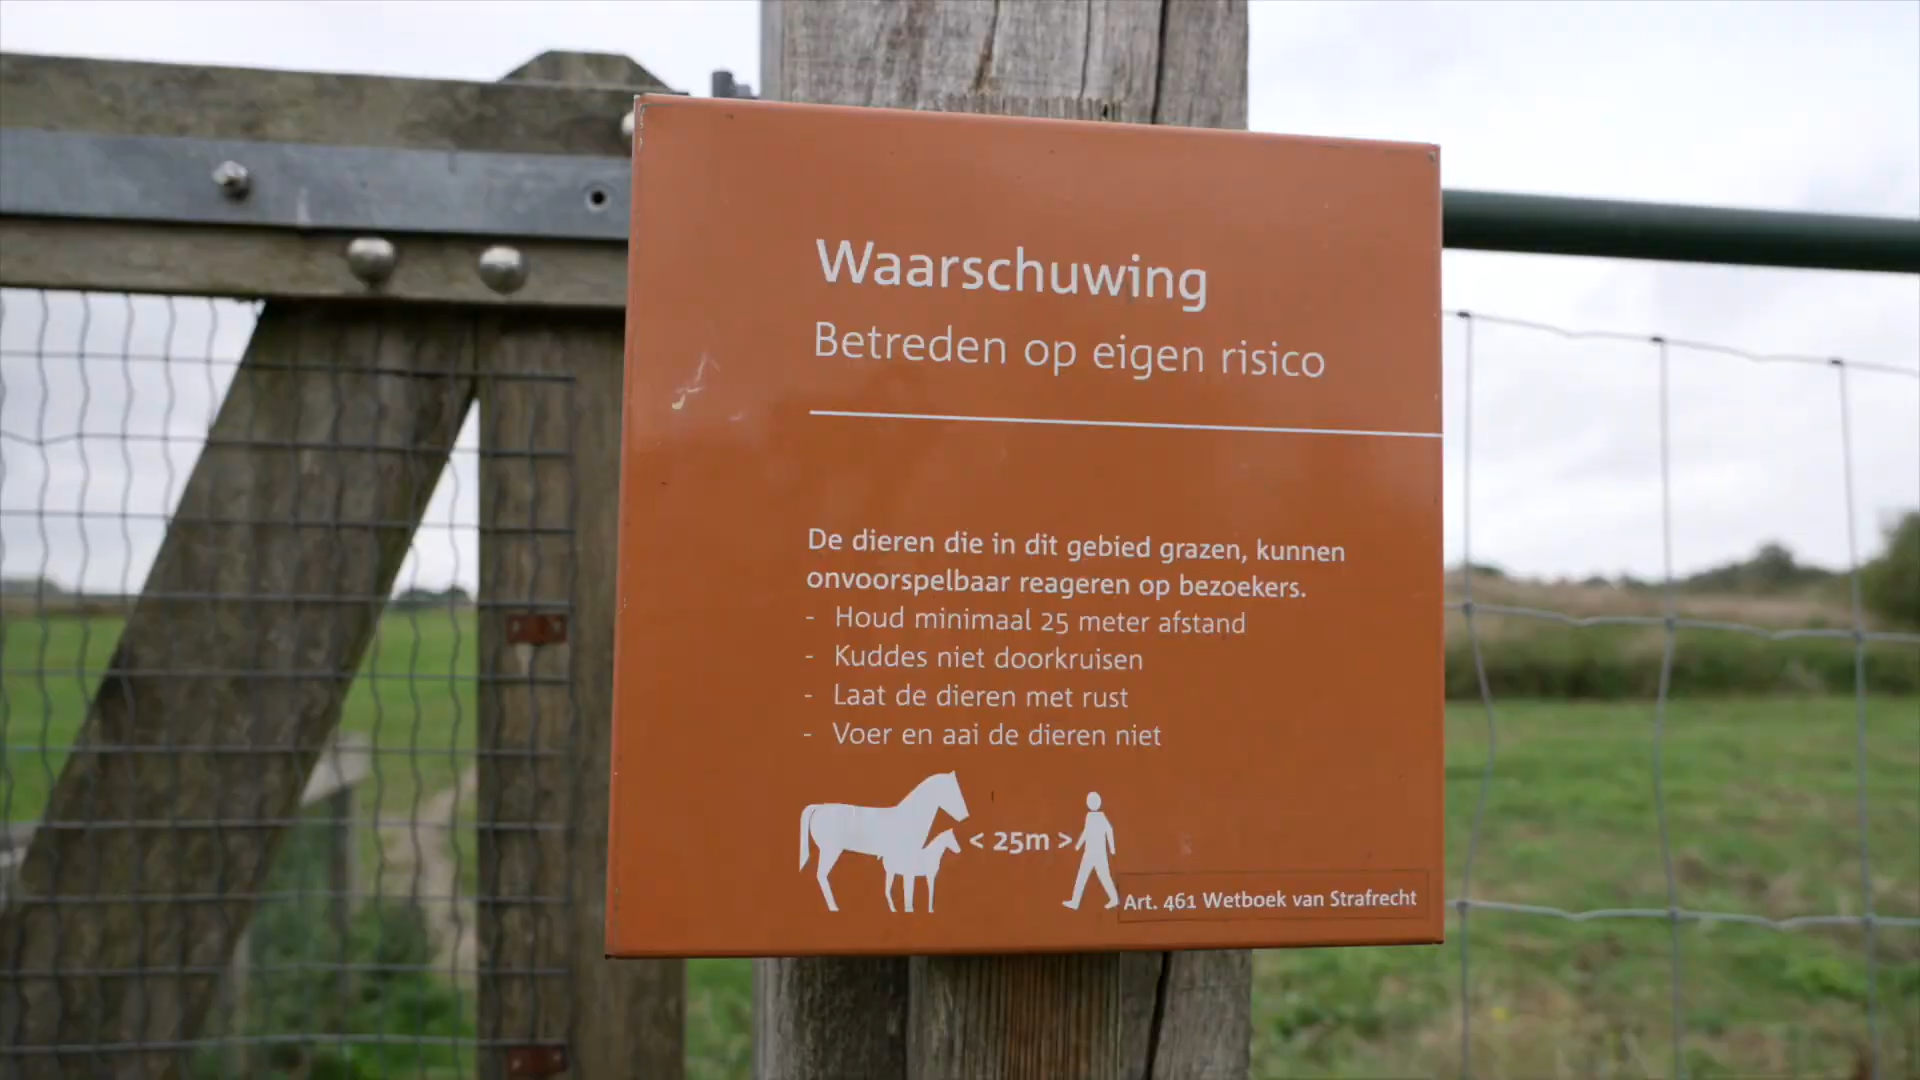 Waarschuwing
Betreden op eigen risico
De dieren die in dit gebied grazen, kunnen
onvoorspelbaar reageren op bezoekers.
- Houd minimaal 25 meter afstand
- Kuddes niet doorkruisen
- Laat de dieren met rust
- Voer en aai de dieren niet
< 25m >
Art. 461 Wetboek van Strafrecht